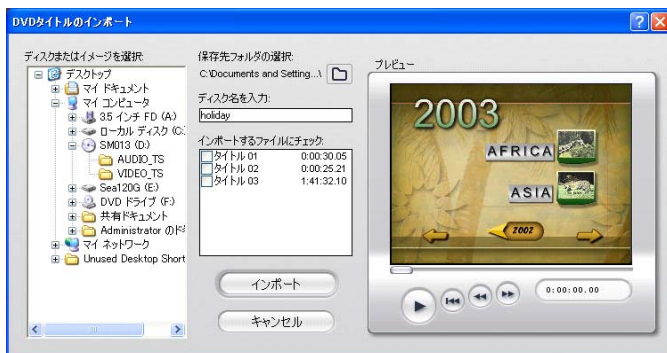 DVDタイトルのインポート
ディスクまたはイメージを選択:
デスクトップ
マイ ドキュメント
マイ コンピュータ
3.5 インチ FD (A:)
ローカル ディスク (C:
SM013 (D:)
AUDIO_TS
VIDEO_TS
Sea120G (E:)
DVD ドライブ (F:)
共有ドキュメント
Administrator のドキ
マイ ネットワーク
Unused Desktop Short
保存先フォルダの選択:
C:\Documents and Setting...\
ディスク名を入力:
holiday
インポートするファイルにチェック:
タイトル 01 0:00:30.05
タイトル 02 0:00:25.21
タイトル 03 1:41:32.10
インポート
キャンセル
プレビュー
2003
AFRICA
ASIA
2002
0:00:00.00